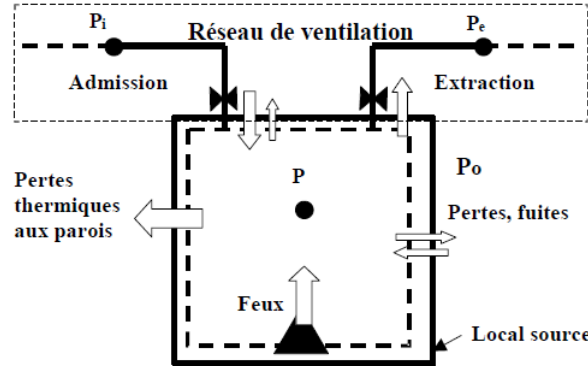 Pi
Réseau de ventilation
Pe
Admission
Extraction
Po
P
Pertes
thermiques
aux parois
Pertes, fuites
Feux
Local source